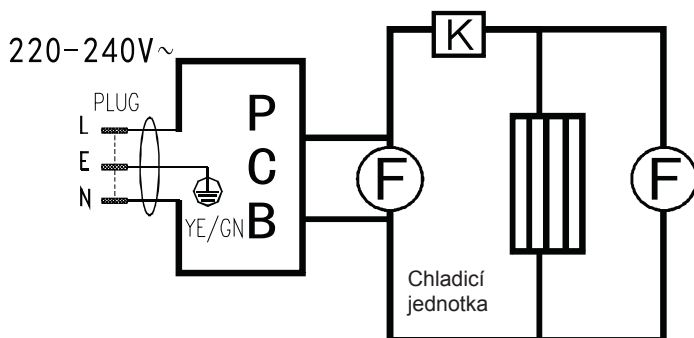 220-240V~
PLUG
L
E
N
YE/GN
P
C
B
F
K
F
Chladicí
jednotka